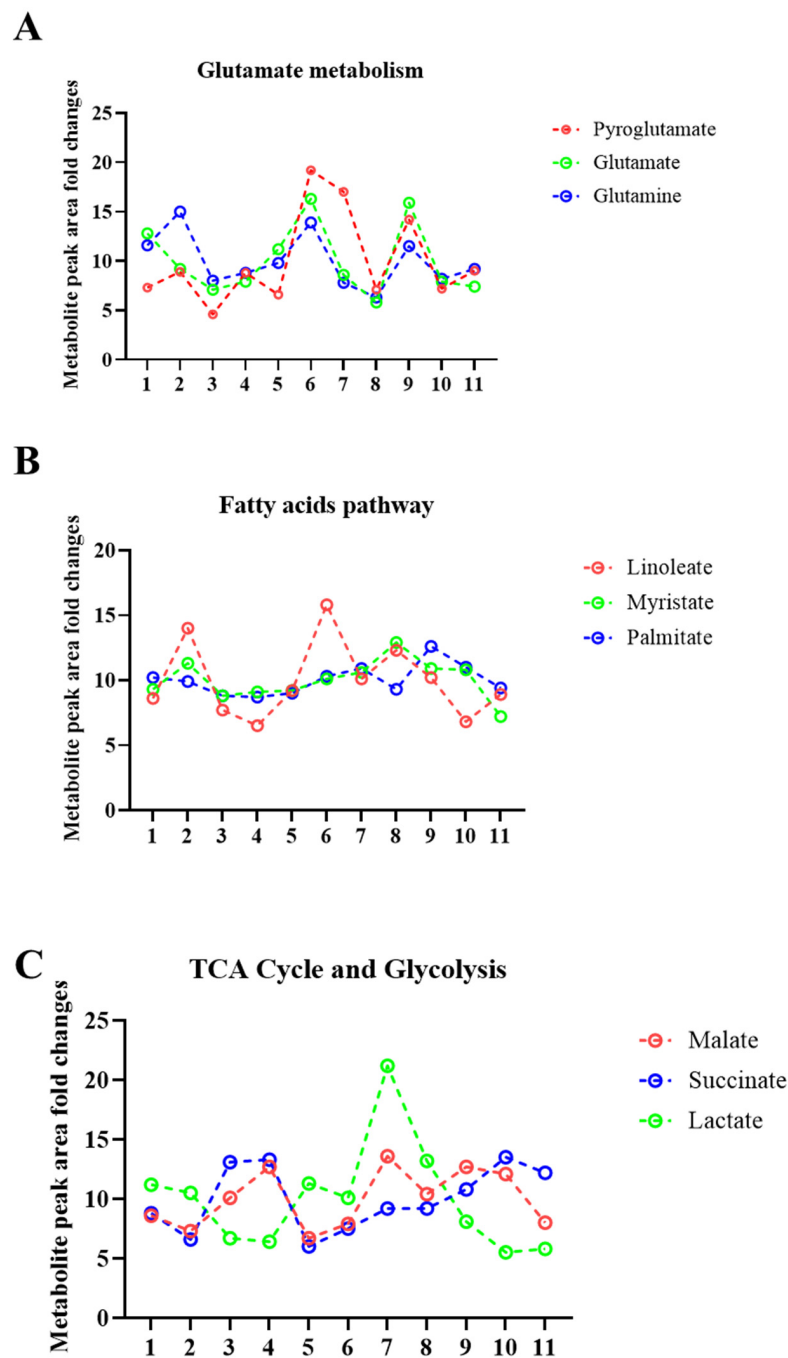 A
Glutamate metabolism
Metabolite peak area fold changes
25
20
15
10
5
0
1 2 3 4 5 6 7 8 9 10 11
Pyroglutamate
Glutamate
Glutamine
B
Fatty acids pathway
Metabolite peak area fold changes
20
15
10
5
0
1 2 3 4 5 6 7 8 9 10 11
Linoleate
Myristate
Palmitate
C
TCA Cycle and Glycolysis
Metabolite peak area fold changes
25
20
15
10
5
0
1 2 3 4 5 6 7 8 9 10 11
Malate
Succinate
Lactate